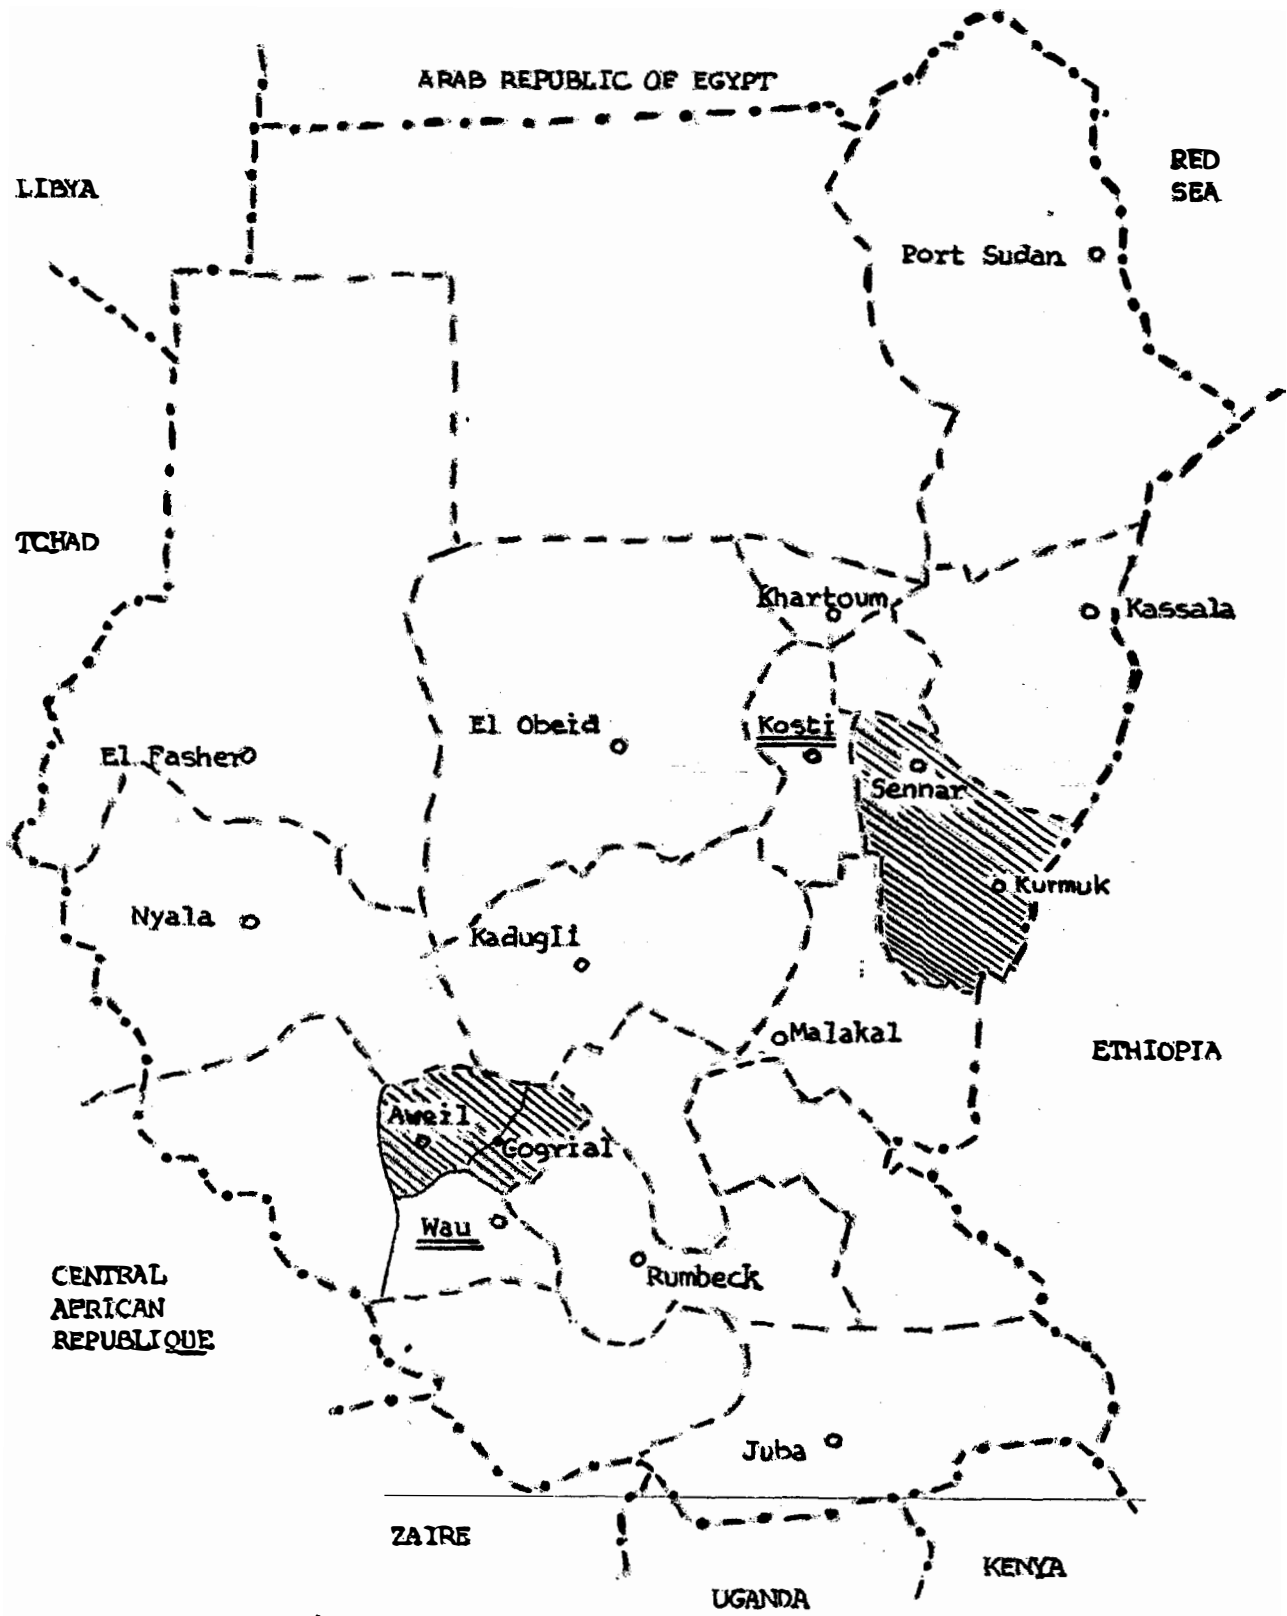 ARAB REPUBLIC OF EGYPT
LIBYA
RED
SEA
Port Sudan
TCHAD
Khartoum
Kassala
El Obeid
Kosti
El Fasher
Sennar
Kurmuk
Nyala
Kadugli
Malakal
ETHIOPIA
Aweil
Gogrial
Wau
Rumbeck
CENTRAL
AFRICAN
REPUBLIQUE
Juba
ZAIRE
KENYA
UGANDA